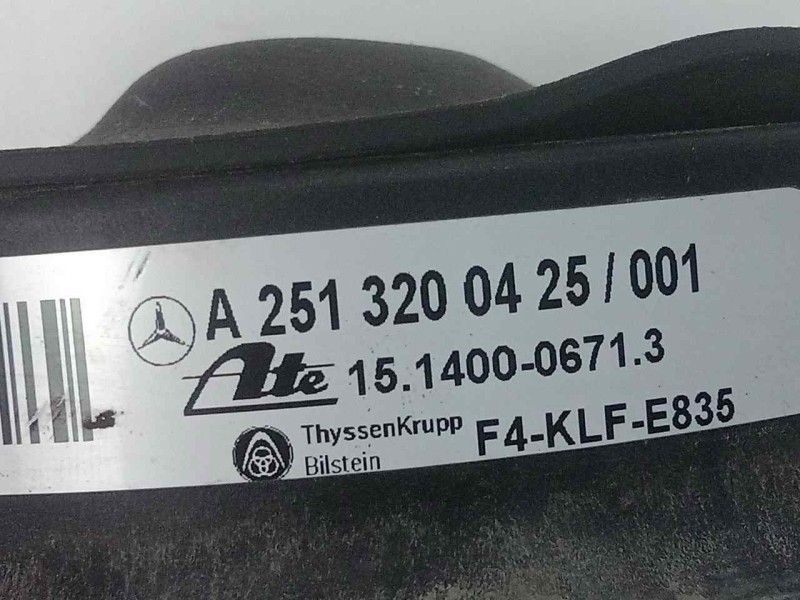 A 251 320 04 25 / 001
Ate 15.1400-0671.3
ThyssenKrupp
Bilstein
F4-KLF-E835